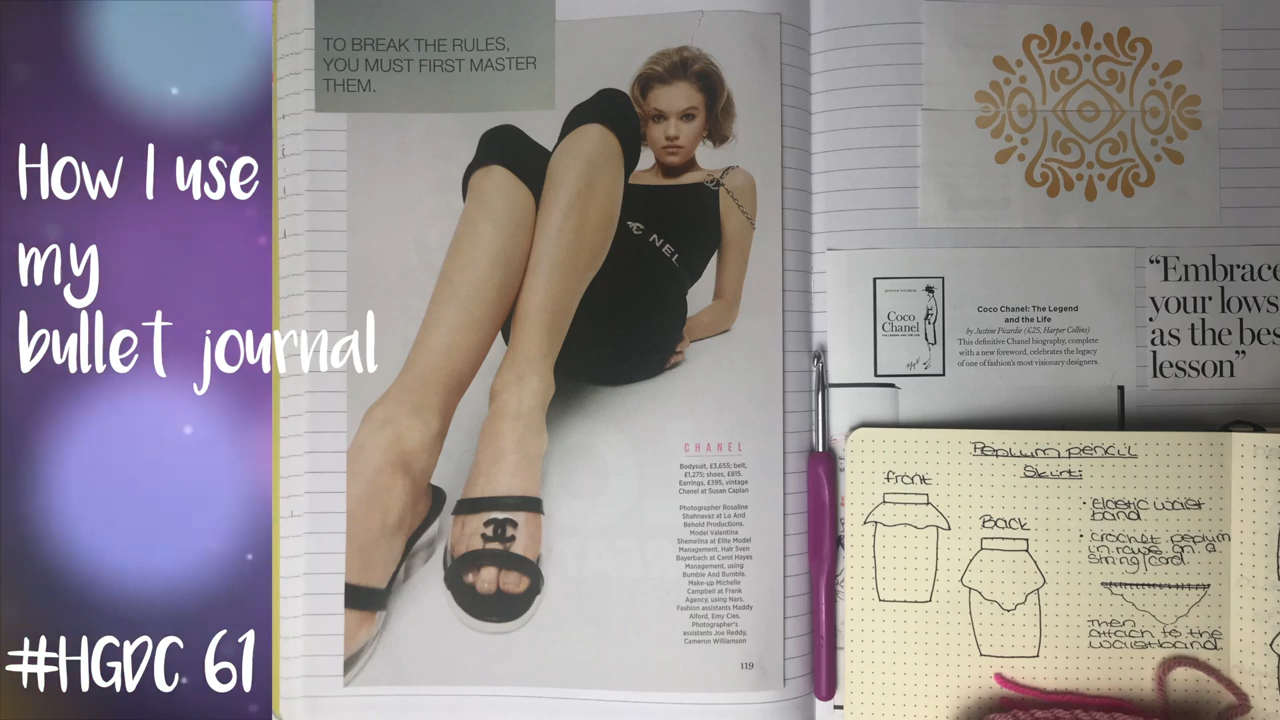 How I use
my
bullet journal
#HGDC 61
TO BREAK THE RULES,
YOU MUST FIRST MASTER
THEM.
NEL
CHANEL
Bodysuit, £3,655; belt,
£1,275; shoes, £815.
Earrings, £395, vintage
Chanel at Susan Caplan
Photographer Rosaline
Shahnavaz at Lo And
Behold Productions.
Model Valentina
Shemelina at Elite Model
Management, Hair Sven
Bayerbach at Carol Hayes
Management, using
Bumble And Bumble.
Make-up Michelle
Campbell at Frank
Agency, using Nars.
Fashion assistants Maddy
Alford, Emy Cies.
Photographer's
assistants Joe Reddy,
Cameron Williamson
119
Coco
Chanel
THE LEGEND AND THE LIFE
Coco Chanel: The Legend
and the Life
by Justine Picardie (£25, Harper Collins)
This definitive Chanel biography, complete
with a new foreword, celebrates the legacy
of one of fashion's most visionary designers.
"Embrace
your lows
as the bes
lesson"
Peplum pencil
Skirt:
front
Back
• elastic waist
band
• crochet peplum
in rows on a
string/cord
Then
attach to the
waistband.